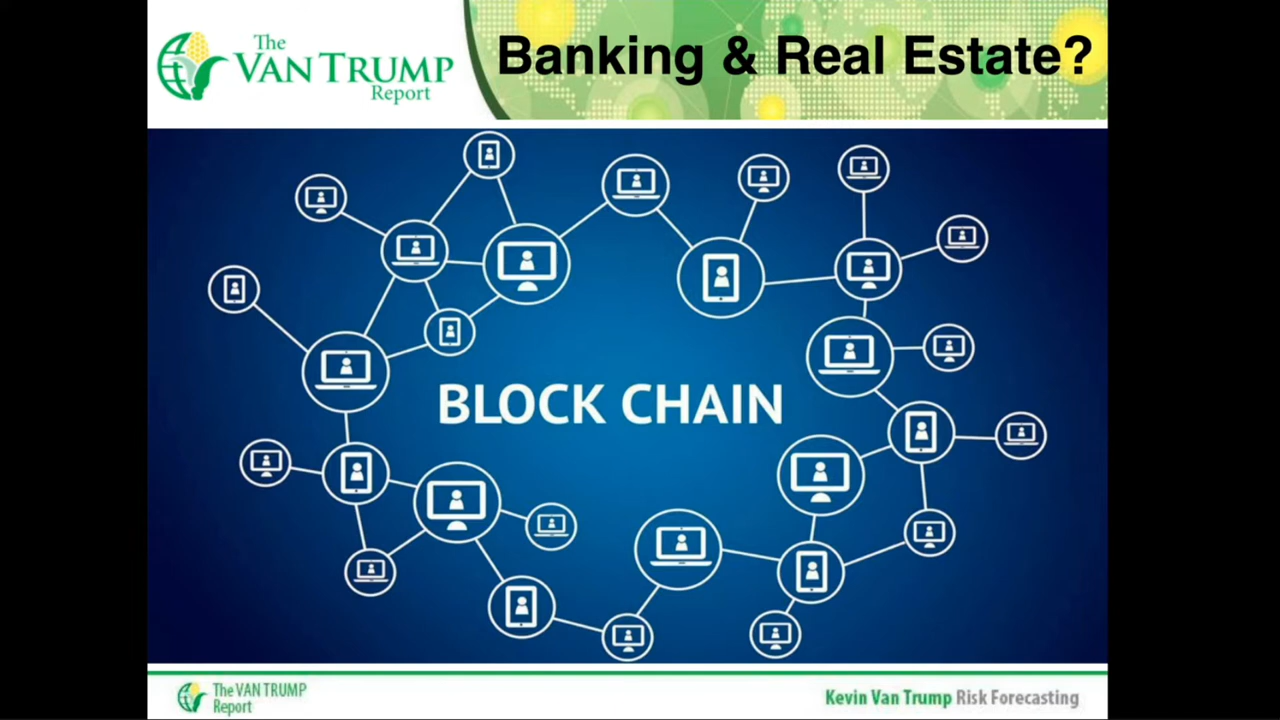 The
VAN TRUMP
Report
Banking & Real Estate?
BLOCK CHAIN
The VAN TRUMP
Report
Kevin Van Trump Risk Forecasting